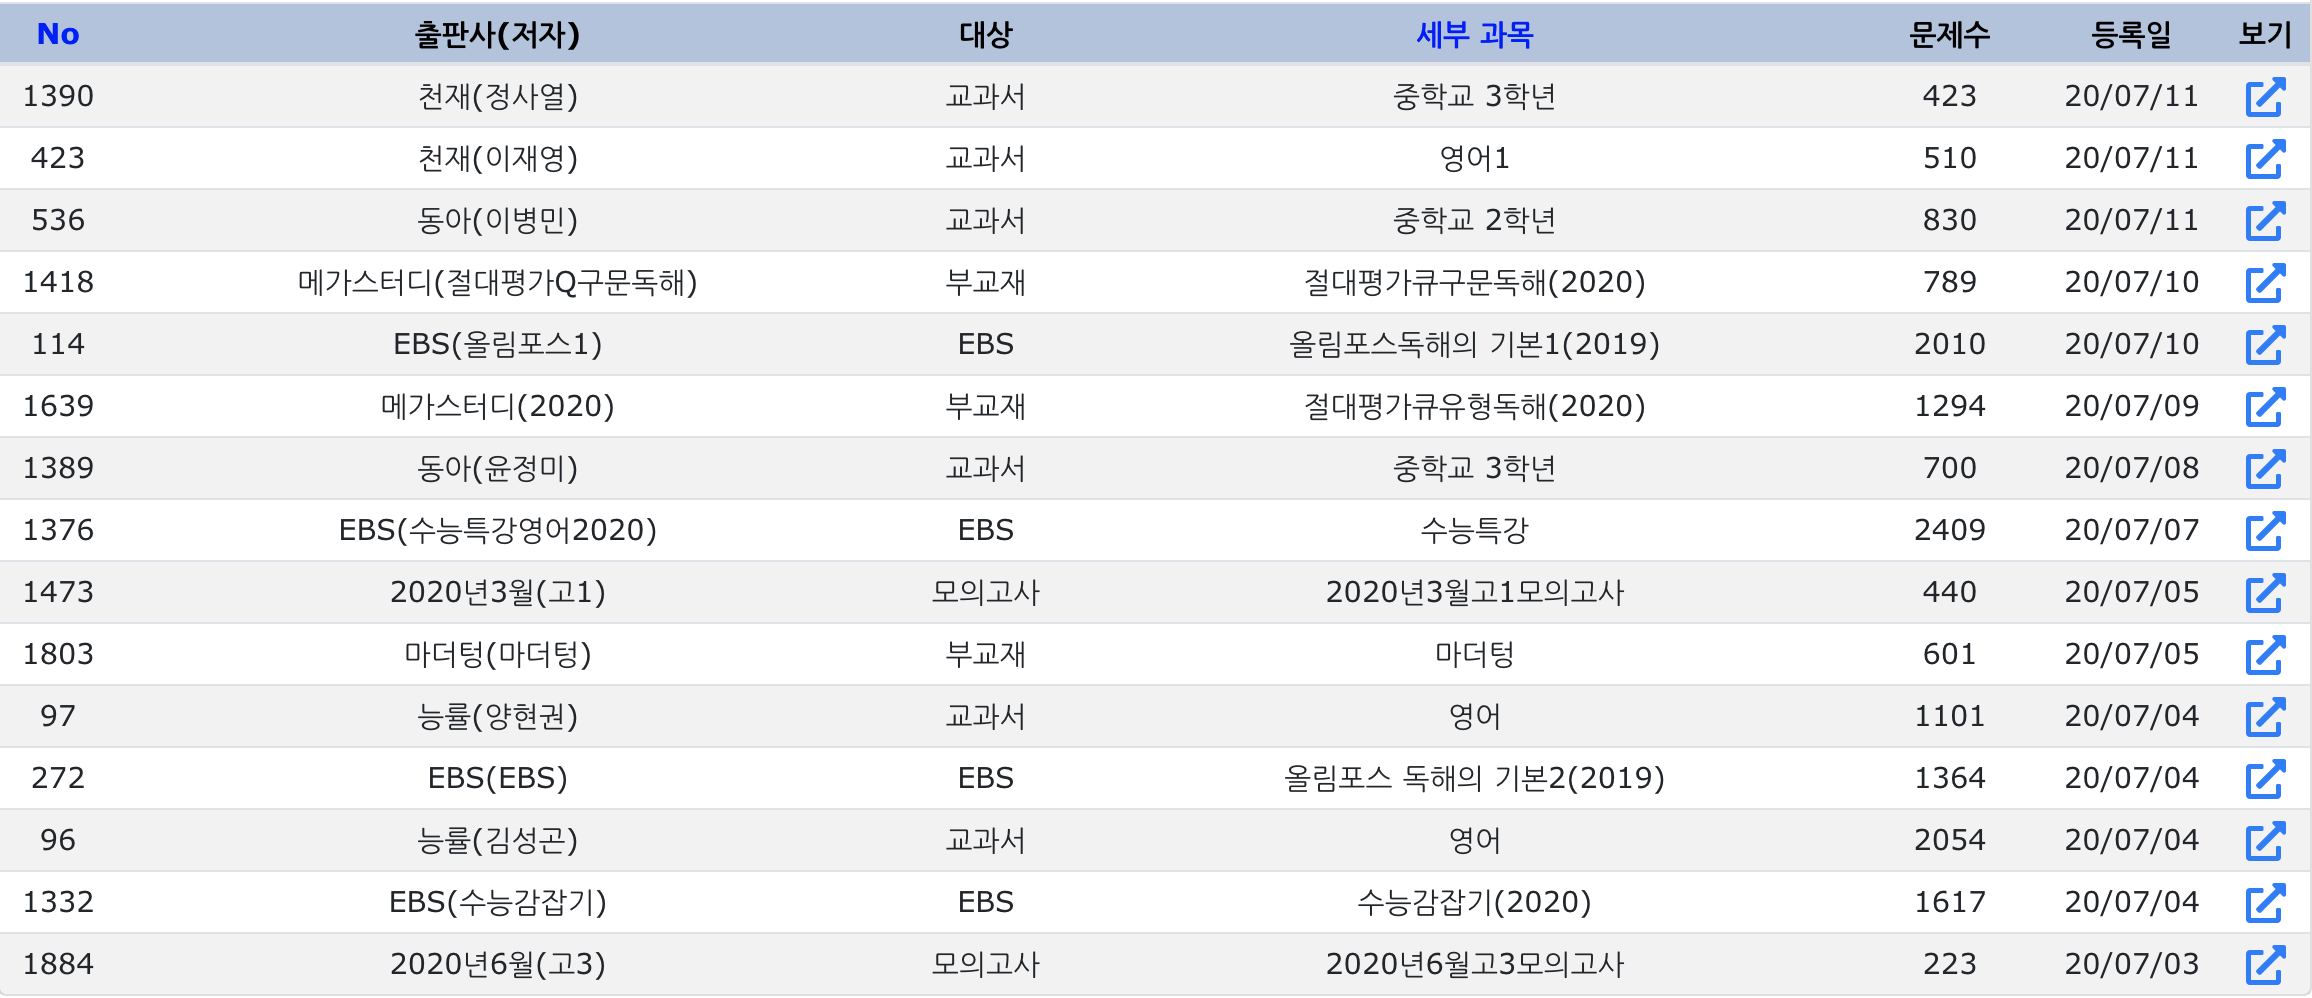 No 출판사(저자) 대상 세부 과목 문제수 등록일 보기
1390 천재(정사열) 교과서 중학교 3학년 423 20/07/11
423 천재(이재영) 교과서 영어1 510 20/07/11
536 동아(이병민) 교과서 중학교 2학년 830 20/07/11
1418 메가스터디(절대평가Q구문독해) 부교재 절대평가큐구문독해(2020) 789 20/07/10
114 EBS(올림포스1) EBS 올림포스독해의 기본1(2019) 2010 20/07/10
1639 메가스터디(2020) 부교재 절대평가큐유형독해(2020) 1294 20/07/09
1389 동아(윤정미) 교과서 중학교 3학년 700 20/07/08
1376 EBS(수능특강영어2020) EBS 수능특강 2409 20/07/07
1473 2020년3월(고1) 모의고사 2020년3월고1모의고사 440 20/07/05
1803 마더텅(마더텅) 부교재 마더텅 601 20/07/05
97 능률(양현권) 교과서 영어 1101 20/07/04
272 EBS(EBS) EBS 올림포스 독해의 기본2(2019) 1364 20/07/04
96 능률(김성곤) 교과서 영어 2054 20/07/04
1332 EBS(수능감잡기) EBS 수능감잡기(2020) 1617 20/07/04
1884 2020년6월(고3) 모의고사 2020년6월고3모의고사 223 20/07/03